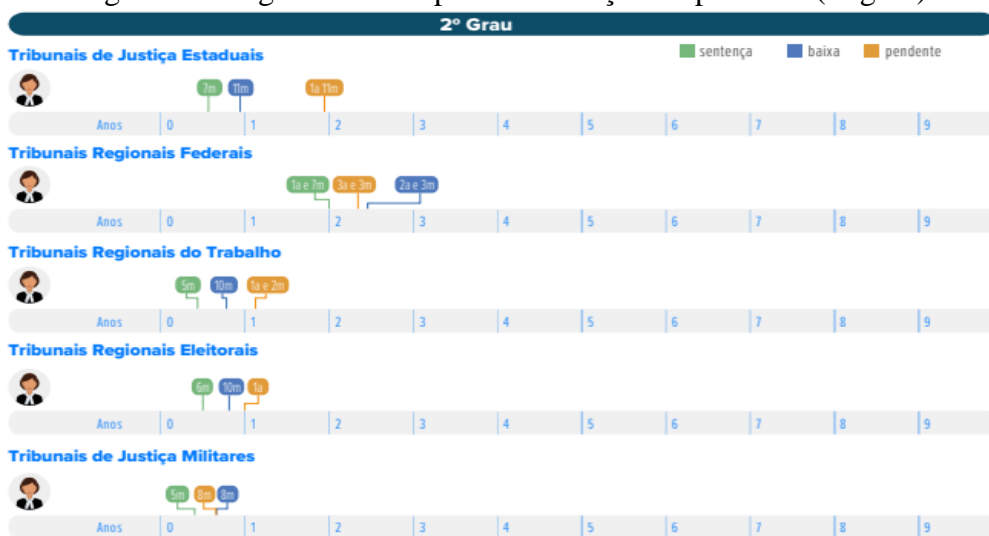 2º Grau
Tribunais de Justiça Estaduais
sentença baixa pendente
7m 11m 1a 11m
Anos 0 1 2 3 4 5 6 7 8 9
Tribunais Regionais Federais
1a e 7m 3a e 3m 2a e 3m
Anos 0 1 2 3 4 5 6 7 8 9
Tribunais Regionais do Trabalho
5m 10m 1a e 2m
Anos 0 1 2 3 4 5 6 7 8 9
Tribunais Regionais Eleitorais
6m 10m 1a
Anos 0 1 2 3 4 5 6 7 8 9
Tribunais de Justiça Militares
5m 8m 8m
Anos 0 1 2 3 4 5 6 7 8 9